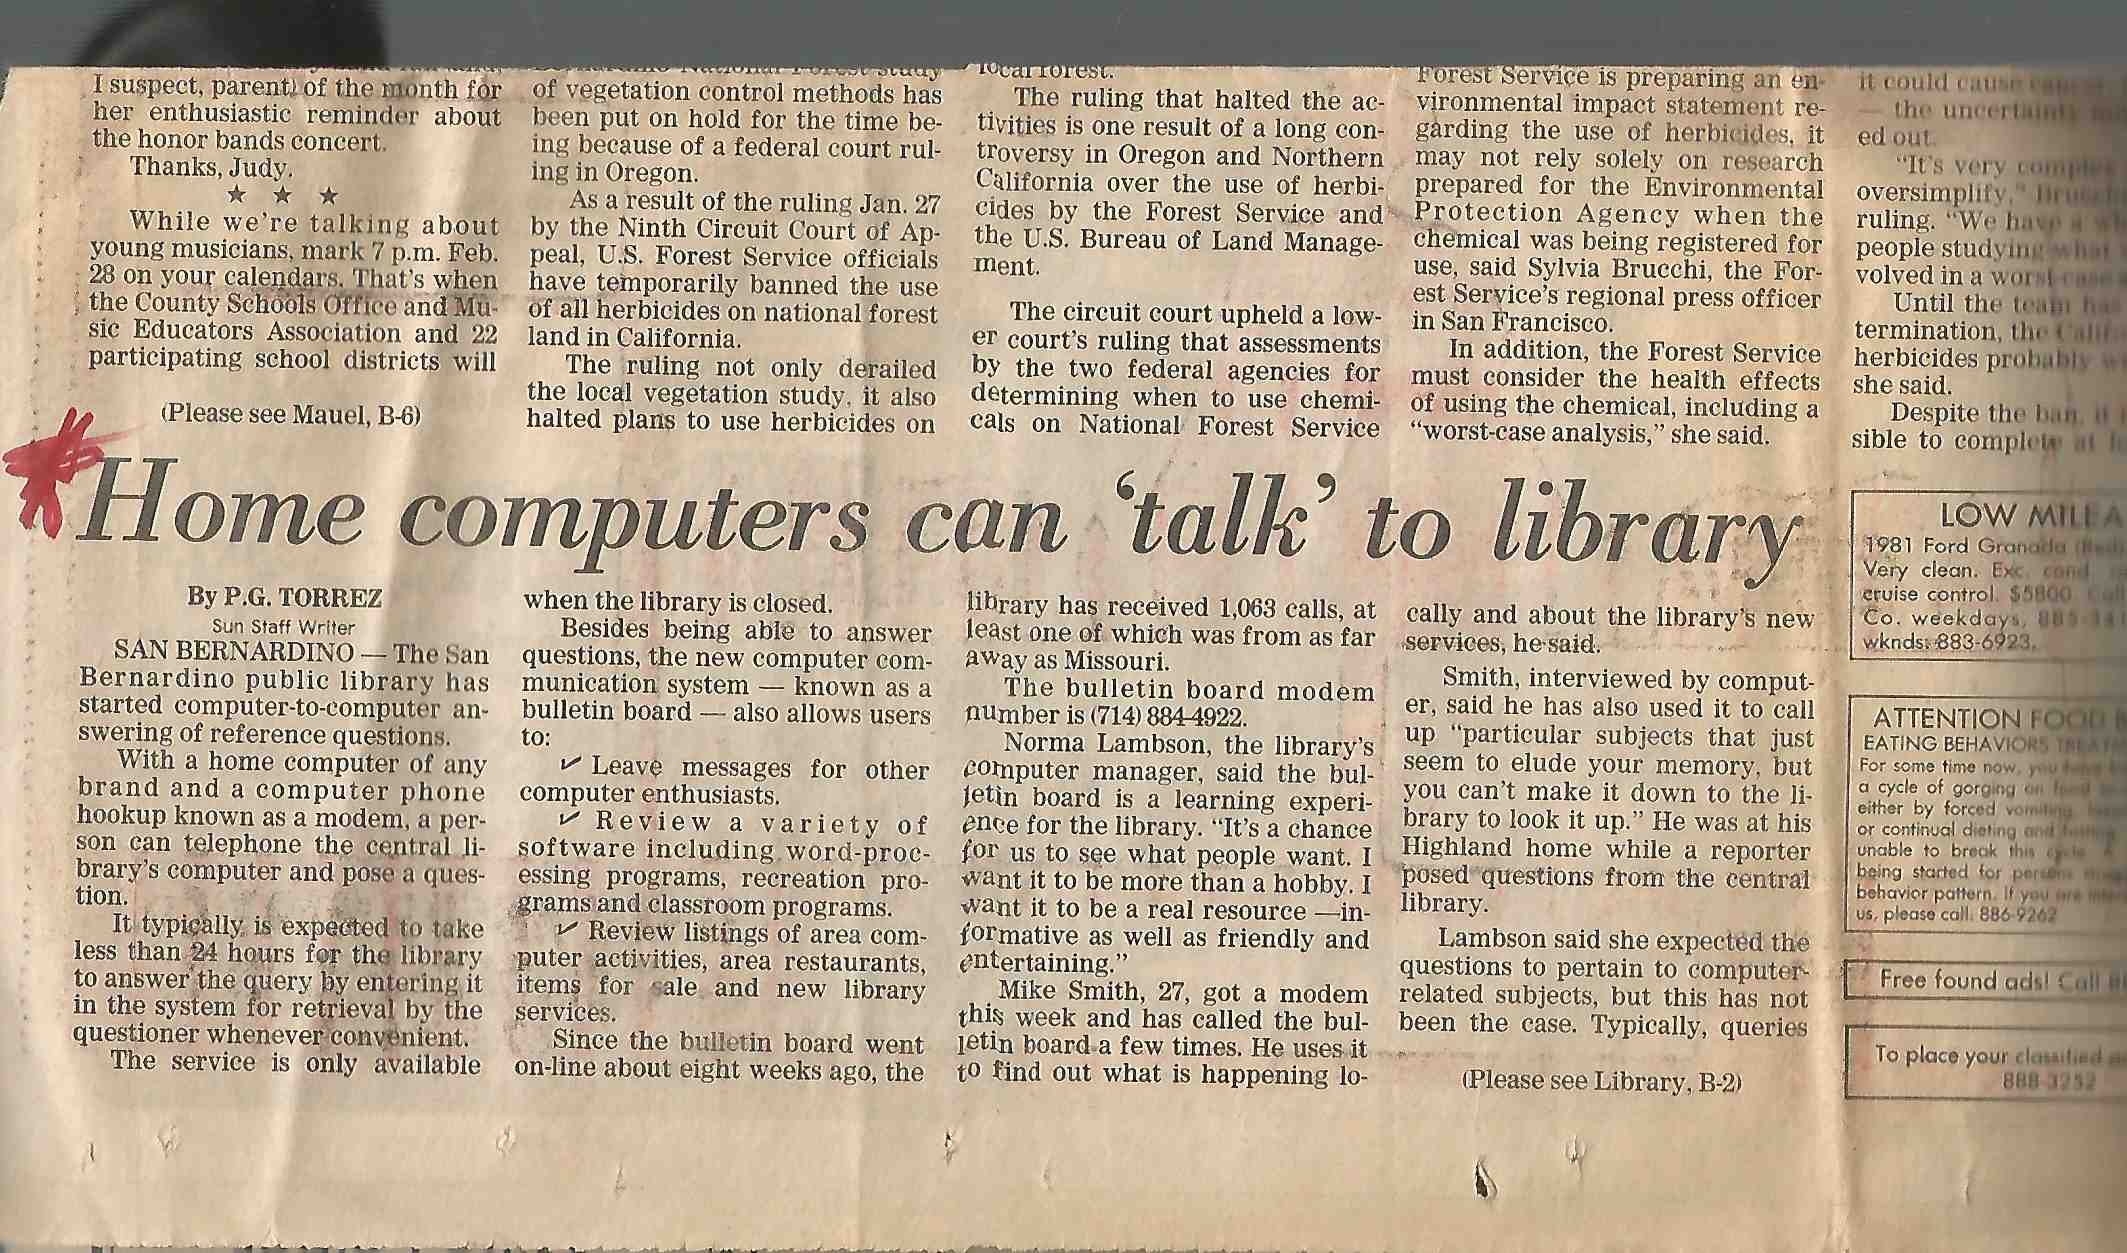 I suspect, parent) of the month for
her enthusiastic reminder about
the honor bands concert.
Thanks, Judy.
★ ★ ★
While we're talking about
young musicians, mark 7 p.m. Feb.
28 on your calendars. That's when
the County Schools Office and Mu-
sic Educators Association and 22
participating school districts will
(Please see Mauel, B-6)
National Forest study
of vegetation control methods has
been put on hold for the time be-
ing because of a federal court rul-
ing in Oregon.
As a result of the ruling Jan. 27
by the Ninth Circuit Court of Ap-
peal, U.S. Forest Service officials
have temporarily banned the use
of all herbicides on national forest
land in California.
The ruling not only derailed
the local vegetation study, it also
halted plans to use herbicides on
local forest.
The ruling that halted the ac-
tivities is one result of a long con-
troversy in Oregon and Northern
California over the use of herbi-
cides by the Forest Service and
the U.S. Bureau of Land Manage-
ment.
The circuit court upheld a low-
er court's ruling that assessments
by the two federal agencies for
determining when to use chemi-
cals on National Forest Service
Forest Service is preparing an en-
vironmental impact statement re-
garding the use of herbicides, it
may not rely solely on research
prepared for the Environmental
Protection Agency when the
chemical was being registered for
use, said Sylvia Brucchi, the For-
est Service's regional press officer
in San Francisco.
In addition, the Forest Service
must consider the health effects
of using the chemical, including a
"worst-case analysis," she said.
it could cause
— the uncertainty
ed out.
"It's very
oversimplify,"
ruling. "We have a
people studying what
volved in a worst-case
Until the team has
termination, the
herbicides probably
she said.
Despite the ban, it
sible to complete at
Home computers can 'talk' to library
By P.G. TORREZ
Sun Staff Writer
SAN BERNARDINO — The San
Bernardino public library has
started computer-to-computer an-
swering of reference questions.
With a home computer of any
brand and a computer phone
hookup known as a modem, a per-
son can telephone the central li-
brary's computer and pose a ques-
tion.
It typically is expected to take
less than 24 hours for the library
to answer the query by entering it
in the system for retrieval by the
questioner whenever convenient.
The service is only available
when the library is closed.
Besides being able to answer
questions, the new computer com-
munication system — known as a
bulletin board — also allows users
to:
✓ Leave messages for other
computer enthusiasts.
✓ Review a variety of
software including word-proc-
essing programs, recreation pro-
grams and classroom programs.
✓ Review listings of area com-
puter activities, area restaurants,
items for sale and new library
services.
Since the bulletin board went
on-line about eight weeks ago, the
library has received 1,063 calls, at
least one of which was from as far
away as Missouri.
The bulletin board modem
number is (714) 884-4922.
Norma Lambson, the library's
computer manager, said the bul-
letin board is a learning experi-
ence for the library. "It's a chance
for us to see what people want. I
want it to be more than a hobby. I
want it to be a real resource —in-
formative as well as friendly and
entertaining."
Mike Smith, 27, got a modem
this week and has called the bul-
letin board a few times. He uses it
to find out what is happening lo-
cally and about the library's new
services, he said.
Smith, interviewed by comput-
er, said he has also used it to call
up "particular subjects that just
seem to elude your memory, but
you can't make it down to the li-
brary to look it up." He was at his
Highland home while a reporter
posed questions from the central
library.
Lambson said she expected the
questions to pertain to computer-
related subjects, but this has not
been the case. Typically, queries
(Please see Library, B-2)
LOW MILEA
1981 Ford Granada
Very clean. Exc. cond
cruise control. $5800
Co. weekdays,
wknds: 883-6923.
ATTENTION FOOD
EATING BEHAVIORS
For some time now, you
a cycle of gorging on
either by forced vomiting,
or continual dieting and
unable to break this
being started for persons
behavior pattern. If you are
us, please call. 886-9262
Free found ads! Call
To place your classified
888-3252